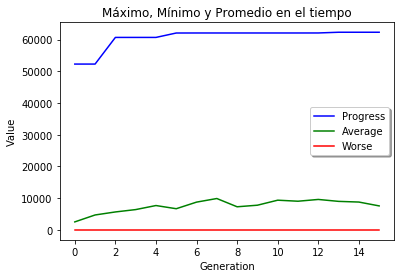 Máximo, Mínimo y Promedio en el tiempo
Value
60000
50000
40000
30000
20000
10000
0
Progress
Average
Worse
0 2 4 6 8 10 12 14
Generation